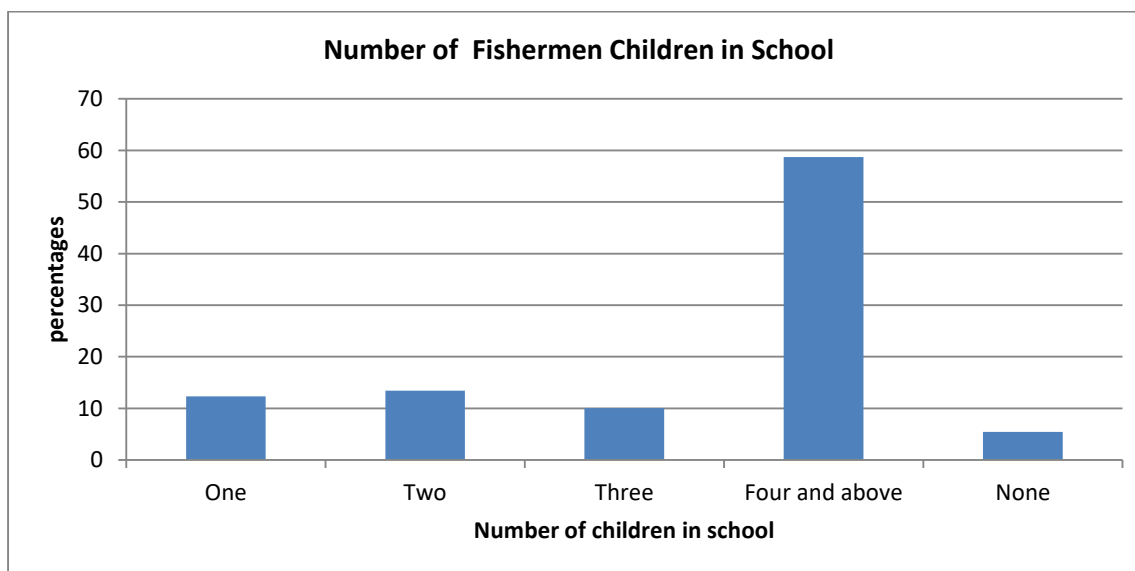 Number of  Fishermen Children in School
70
60
50
40
30
20
10
0
percentages
One Two Three Four and above None
Number of children in school